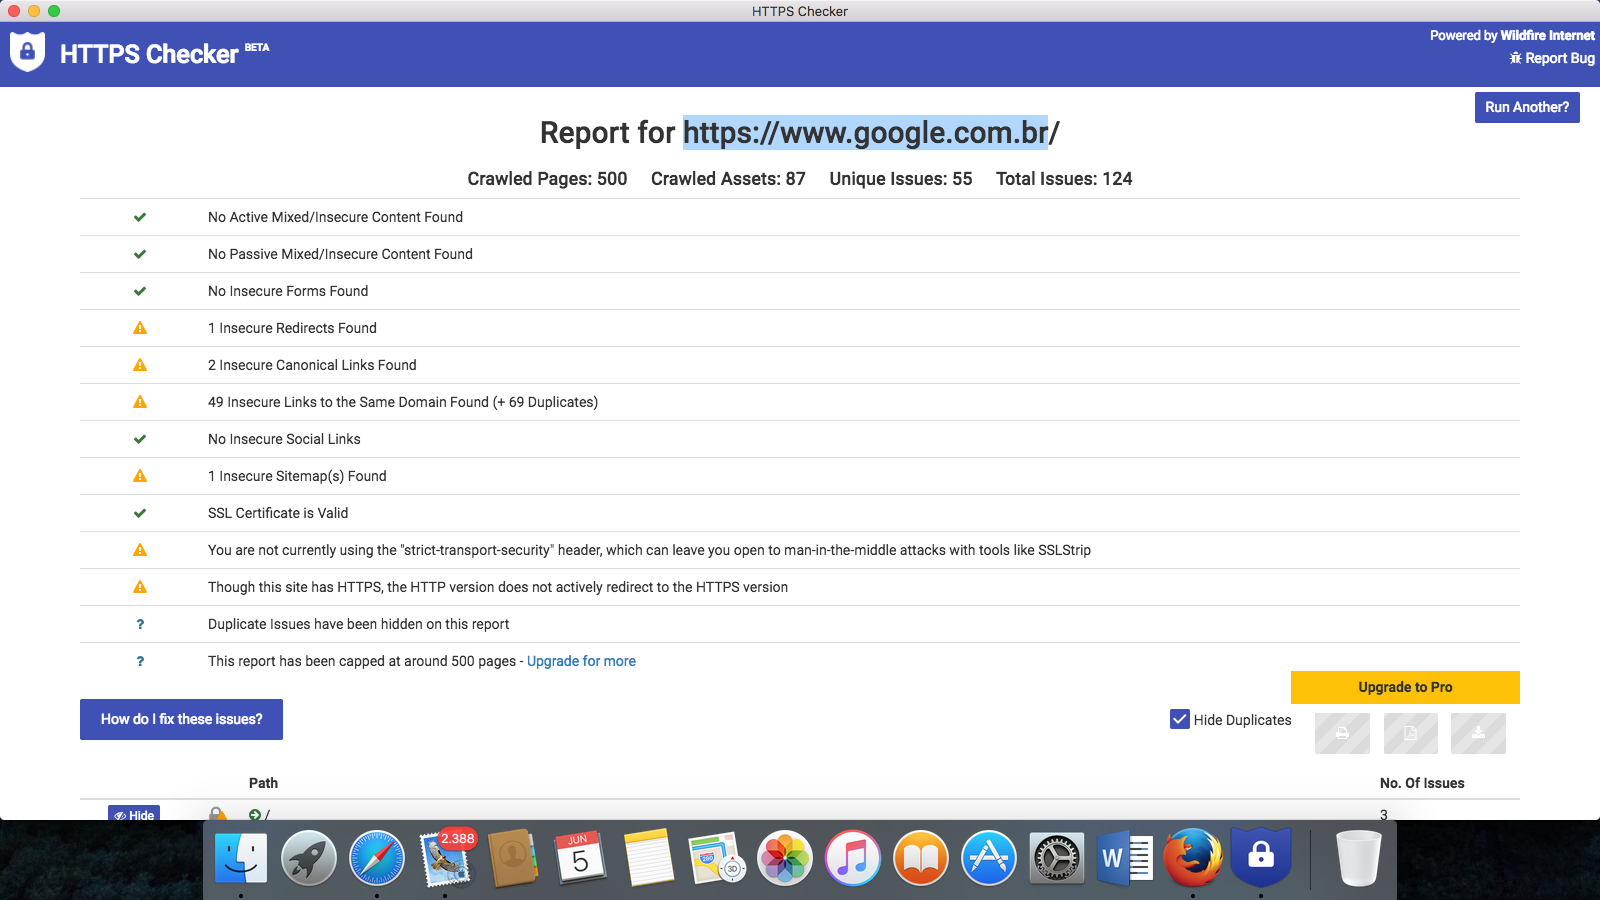 HTTPS Checker
HTTPS Checker BETA
Powered by Wildfire Internet
Report Bug
Run Another?
Report for https://www.google.com.br/
Crawled Pages: 500 Crawled Assets: 87 Unique Issues: 55 Total Issues: 124
No Active Mixed/Insecure Content Found
No Passive Mixed/Insecure Content Found
No Insecure Forms Found
1 Insecure Redirects Found
2 Insecure Canonical Links Found
49 Insecure Links to the Same Domain Found (+ 69 Duplicates)
No Insecure Social Links
1 Insecure Sitemap(s) Found
SSL Certificate is Valid
You are not currently using the "strict-transport-security" header, which can leave you open to man-in-the-middle attacks with tools like SSLStrip
Though this site has HTTPS, the HTTP version does not actively redirect to the HTTPS version
? Duplicate Issues have been hidden on this report
? This report has been capped at around 500 pages - Upgrade for more
Upgrade to Pro
How do I fix these issues?
Hide Duplicates
Path No. Of Issues
Hide / 3
2.388
JUN
5
280
3D
W